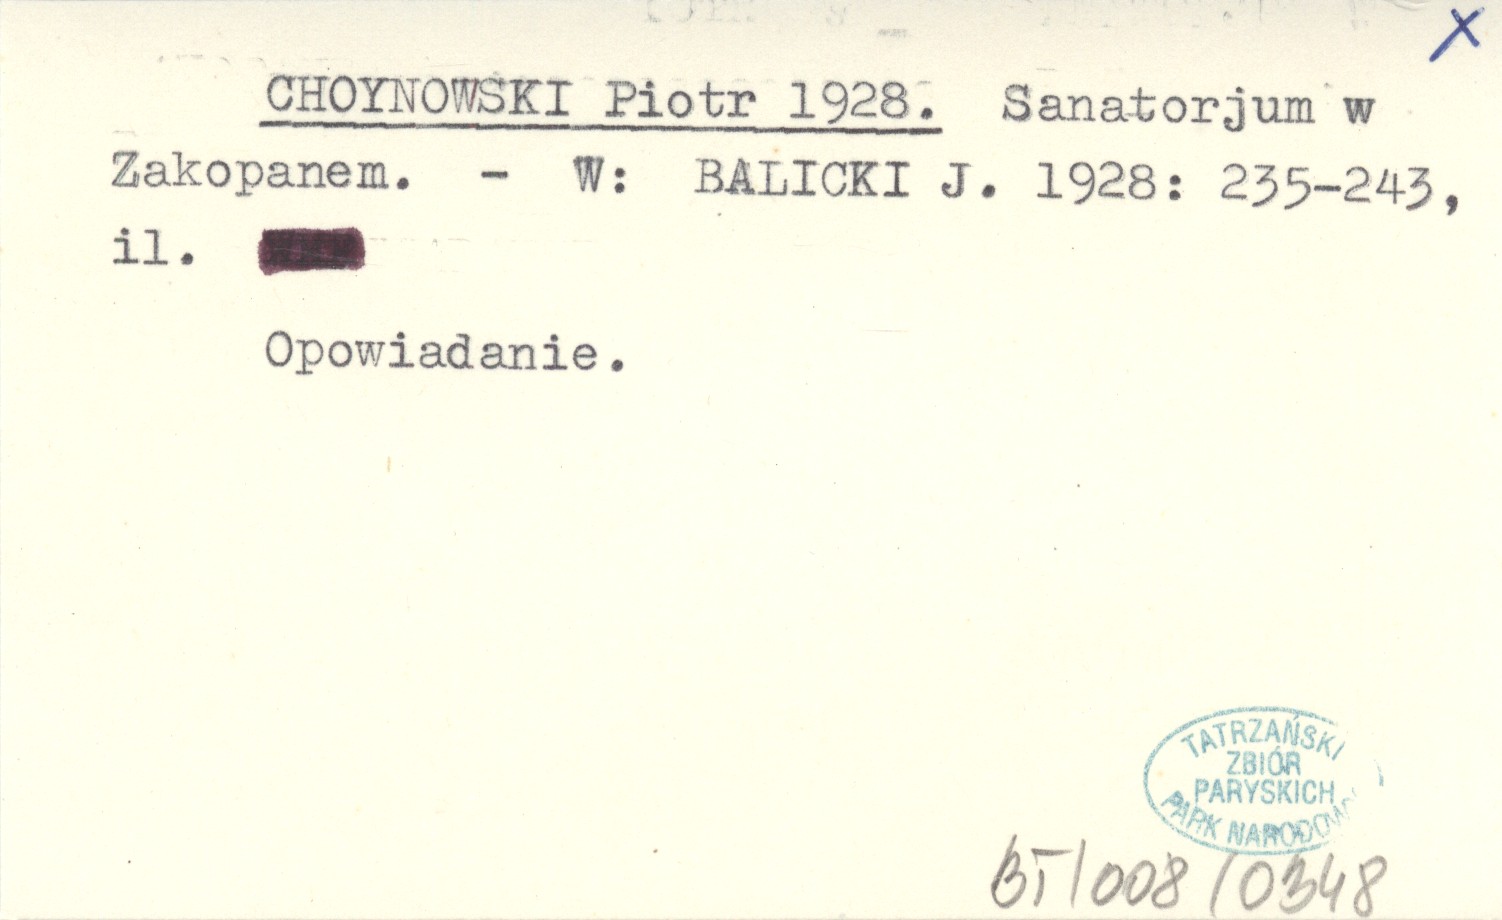 X
CHOYNOWSKI Piotr 1928. Sanatorjum w
Zakopanem. - W: BALICKI J. 1928: 235-243,
il.
Opowiadanie.
TATRZAŃSKI
ZBIÓR
PARYSKICH
PARK NARODOWY
BT/008/0348